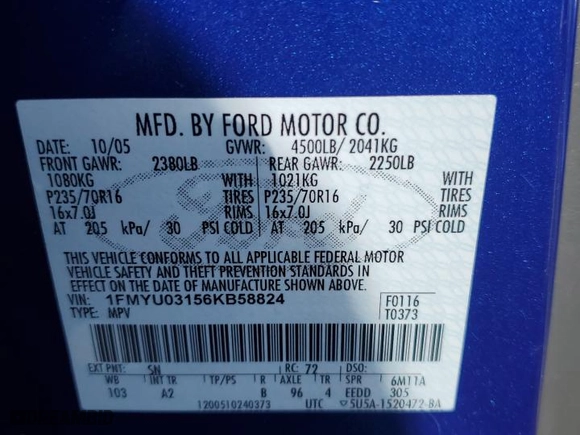 MFD. BY FORD MOTOR CO.
DATE: 10/05 GVWR: 4500LB/ 2041KG
FRONT GAWR: 2380LB REAR GAWR: 2250LB
1080KG WITH 1021KG WITH
P235/70R16 TIRES P235/70R16 TIRES
16x7.0J RIMS 16x7.0J RIMS
AT 205 kPa/ 30 PSI COLD AT 205 kPa/ 30 PSI COLD
THIS VEHICLE CONFORMS TO ALL APPLICABLE FEDERAL MOTOR
VEHICLE SAFETY AND THEFT PREVENTION STANDARDS IN
EFFECT ON THE DATE OF MANUFACTURE SHOWN ABOVE.
VIN: 1FMYU03156KB58824 F0116
TYPE: MPV T0373
EXT PNT: SN RC: 72 DSO:
WB INT TR TP/PS R AXLE TR SPR 6M11A
103 A2 B 96 4 EEDD 305
1200510240373 UTC 5U5A-1520472-BA